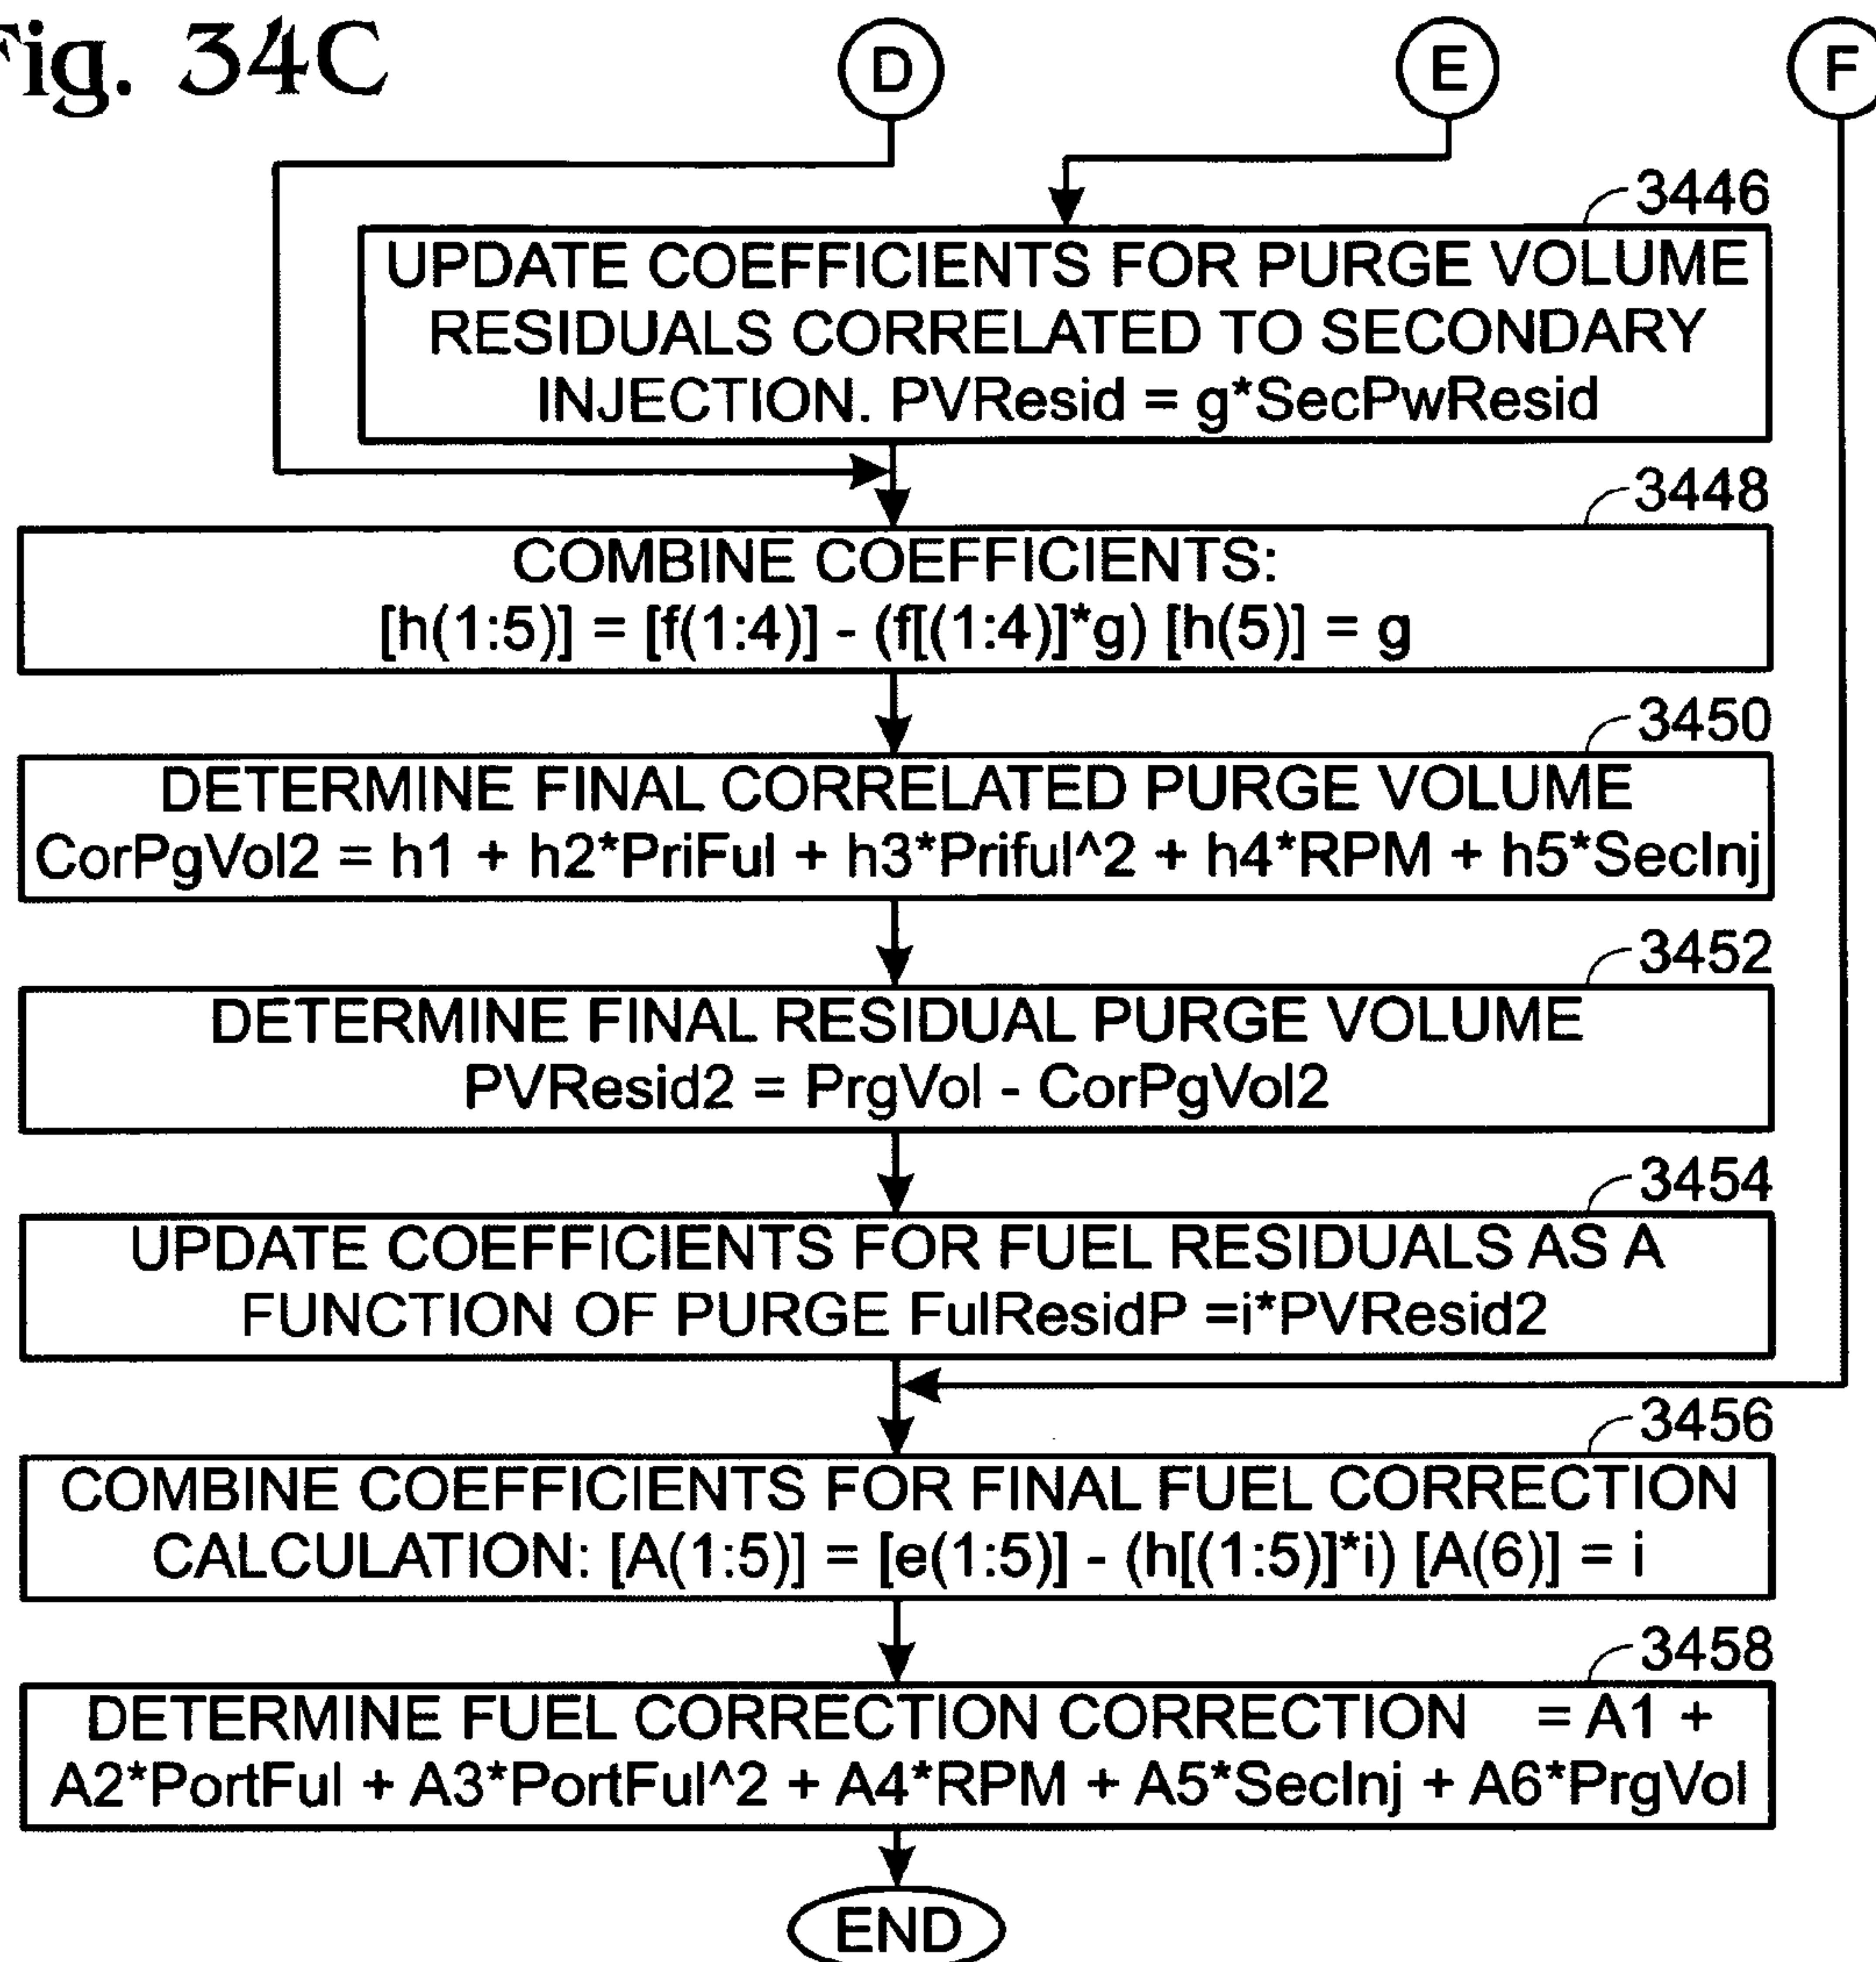 Fig. 34C
D
E
F
3446
UPDATE COEFFICIENTS FOR PURGE VOLUME
RESIDUALS CORRELATED TO SECONDARY
INJECTION. PVResid = g*SecPwResid
3448
COMBINE COEFFICIENTS:
[h(1:5)] = [f(1:4)] - (f[(1:4)]*g) [h(5)] = g
3450
DETERMINE FINAL CORRELATED PURGE VOLUME
CorPgVol2 = h1 + h2*PriFul + h3*Priful^2 + h4*RPM + h5*SecInj
3452
DETERMINE FINAL RESIDUAL PURGE VOLUME
PVResid2 = PrgVol - CorPgVol2
3454
UPDATE COEFFICIENTS FOR FUEL RESIDUALS AS A
FUNCTION OF PURGE FulResidP =i*PVResid2
3456
COMBINE COEFFICIENTS FOR FINAL FUEL CORRECTION
CALCULATION: [A(1:5)] = [e(1:5)] - (h[(1:5)]*i) [A(6)] = i
3458
DETERMINE FUEL CORRECTION CORRECTION = A1 +
A2*PortFul + A3*PortFul^2 + A4*RPM + A5*SecInj + A6*PrgVol
END